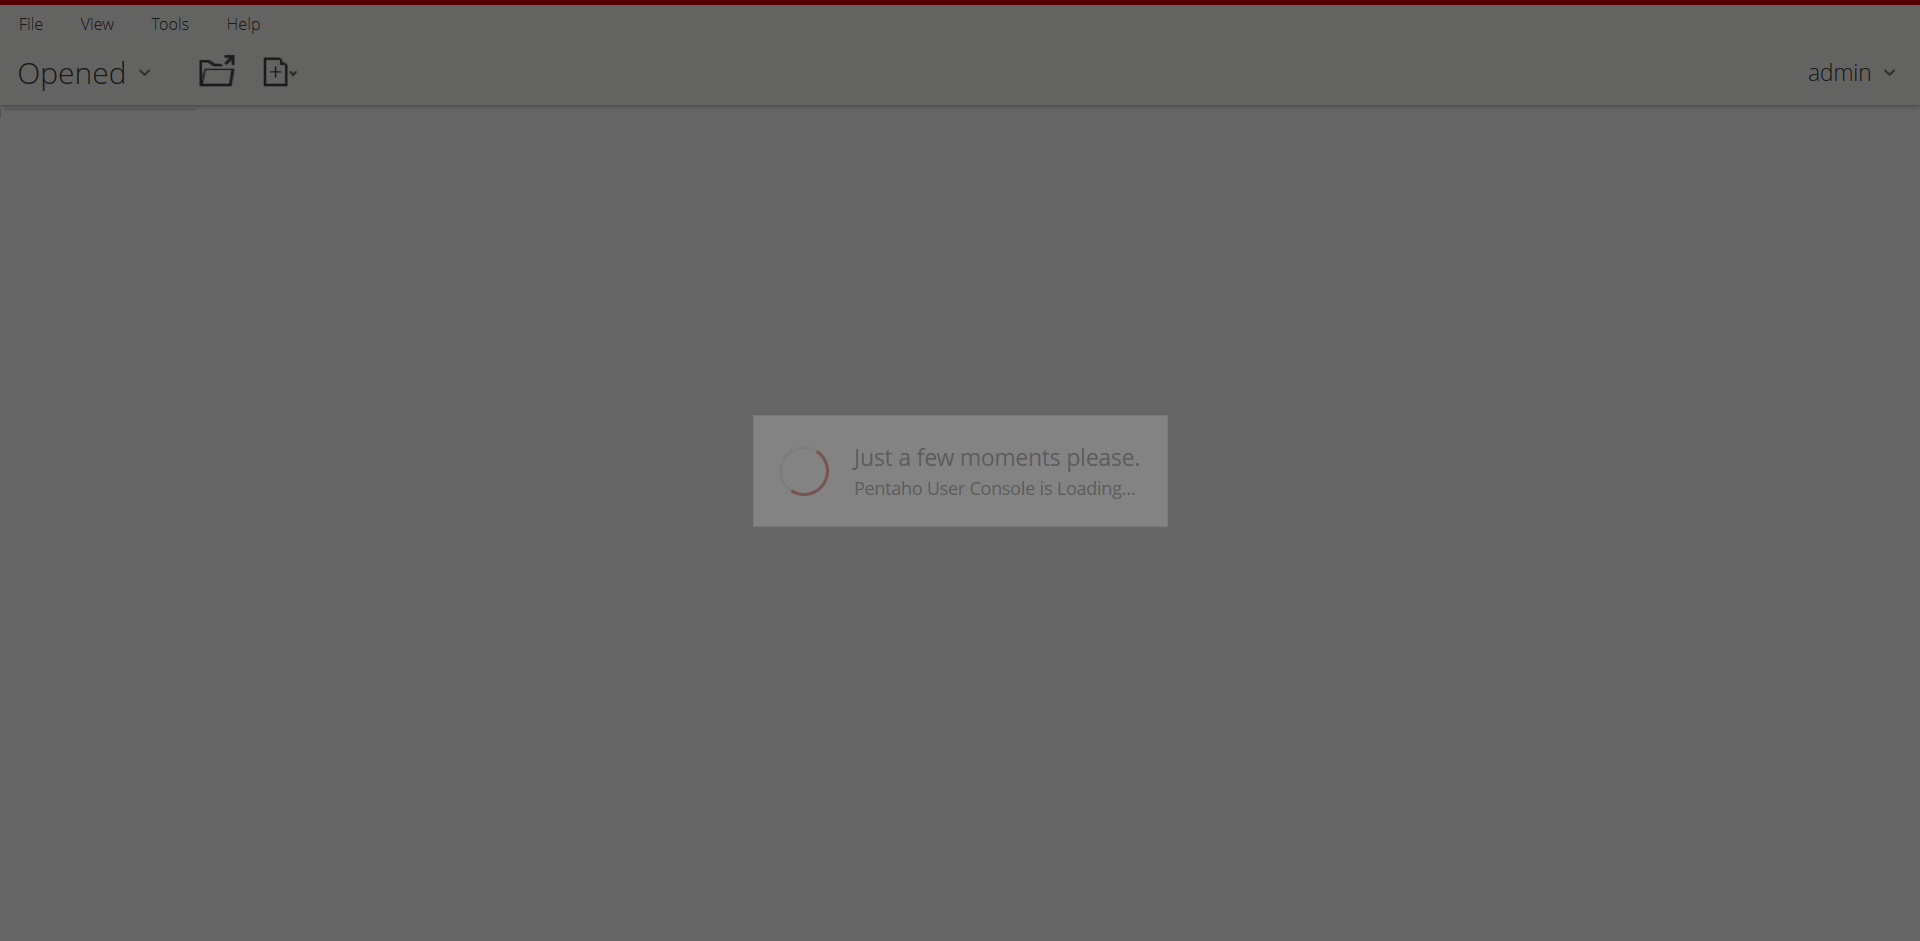 File View Tools Help
Opened admin
Just a few moments please.
Pentaho User Console is Loading...